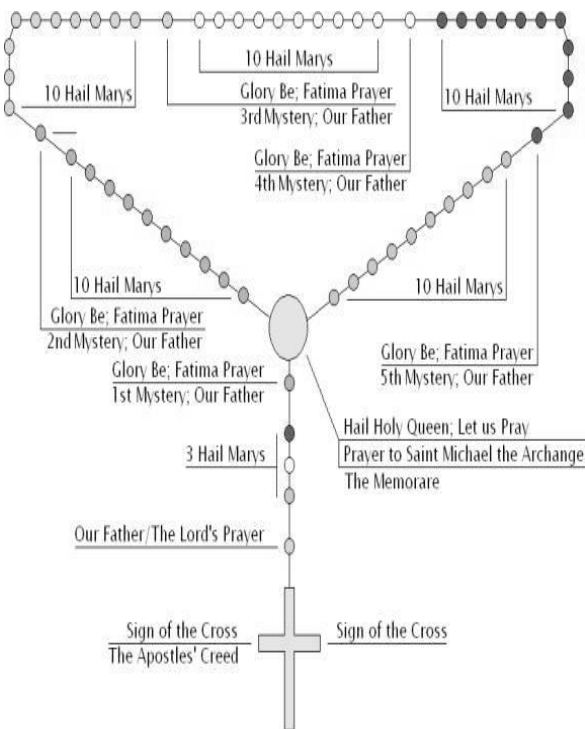 10 Hail Marys
10 Hail Marys
Glory Be; Fatima Prayer
3rd Mystery; Our Father
10 Hail Marys
Glory Be; Fatima Prayer
4th Mystery; Our Father
10 Hail Marys
10 Hail Marys
Glory Be; Fatima Prayer
2nd Mystery; Our Father
Glory Be; Fatima Prayer
5th Mystery; Our Father
Glory Be; Fatima Prayer
1st Mystery; Our Father
Hail Holy Queen; Let us Pray
Prayer to Saint Michael the Archange
The Memorare
3 Hail Marys
Our Father/The Lord's Prayer
Sign of the Cross
The Apostles' Creed
Sign of the Cross